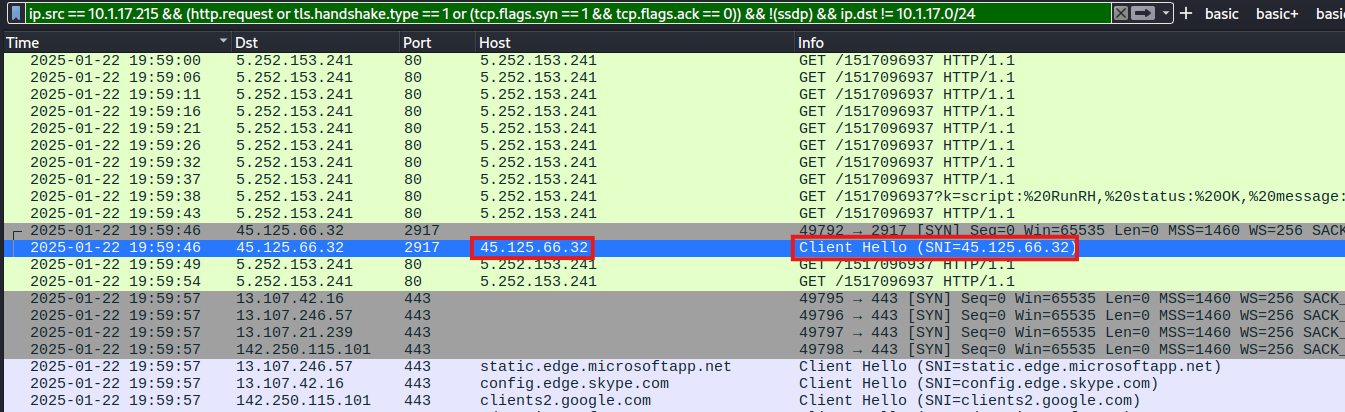 ip.src == 10.1.17.215 && (http.request or tls.handshake.type == 1 or (tcp.flags.syn == 1 && tcp.flags.ack == 0)) && !(ssdp) && ip.dst != 10.1.17.0/24 + basic basic+ basi
Time Dst Port Host Info
2025-01-22 19:59:00 5.252.153.241 80 5.252.153.241 GET /1517096937 HTTP/1.1
2025-01-22 19:59:06 5.252.153.241 80 5.252.153.241 GET /1517096937 HTTP/1.1
2025-01-22 19:59:11 5.252.153.241 80 5.252.153.241 GET /1517096937 HTTP/1.1
2025-01-22 19:59:16 5.252.153.241 80 5.252.153.241 GET /1517096937 HTTP/1.1
2025-01-22 19:59:21 5.252.153.241 80 5.252.153.241 GET /1517096937 HTTP/1.1
2025-01-22 19:59:26 5.252.153.241 80 5.252.153.241 GET /1517096937 HTTP/1.1
2025-01-22 19:59:32 5.252.153.241 80 5.252.153.241 GET /1517096937 HTTP/1.1
2025-01-22 19:59:37 5.252.153.241 80 5.252.153.241 GET /1517096937 HTTP/1.1
2025-01-22 19:59:38 5.252.153.241 80 5.252.153.241 GET /1517096937?k=script:%20RunRH,%20status:%20OK,%20message:
2025-01-22 19:59:43 5.252.153.241 80 5.252.153.241 GET /1517096937 HTTP/1.1
2025-01-22 19:59:46 45.125.66.32 2917 49792 → 2917 [SYN] Seq=0 Win=65535 Len=0 MSS=1460 WS=256 SACK
2025-01-22 19:59:46 45.125.66.32 2917 45.125.66.32 Client Hello (SNI=45.125.66.32)
2025-01-22 19:59:49 5.252.153.241 80 5.252.153.241 GET /1517096937 HTTP/1.1
2025-01-22 19:59:54 5.252.153.241 80 5.252.153.241 GET /1517096937 HTTP/1.1
2025-01-22 19:59:57 13.107.42.16 443 49795 → 443 [SYN] Seq=0 Win=65535 Len=0 MSS=1460 WS=256 SACK_
2025-01-22 19:59:57 13.107.246.57 443 49796 → 443 [SYN] Seq=0 Win=65535 Len=0 MSS=1460 WS=256 SACK_
2025-01-22 19:59:57 13.107.21.239 443 49797 → 443 [SYN] Seq=0 Win=65535 Len=0 MSS=1460 WS=256 SACK_
2025-01-22 19:59:57 142.250.115.101 443 49798 → 443 [SYN] Seq=0 Win=65535 Len=0 MSS=1460 WS=256 SACK_
2025-01-22 19:59:57 13.107.246.57 443 static.edge.microsoftapp.net Client Hello (SNI=static.edge.microsoftapp.net)
2025-01-22 19:59:57 13.107.42.16 443 config.edge.skype.com Client Hello (SNI=config.edge.skype.com)
2025-01-22 19:59:57 142.250.115.101 443 clients2.google.com Client Hello (SNI=clients2.google.com)